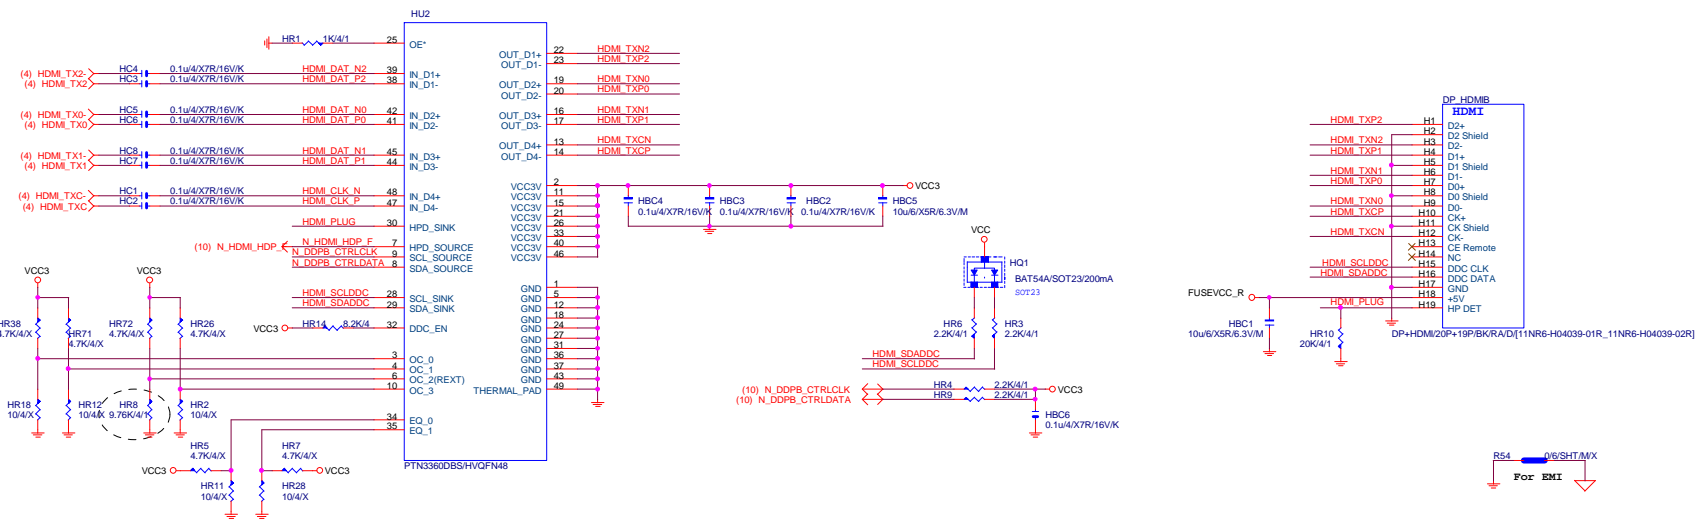 HU2
HR1 1K/4/1 25 OE*
(4) HDMI_TX2- HC4 0.1u/4/X7R/16V/K HDMI_DAT_N2 39 IN_D1+
(4) HDMI_TX2 HC3 0.1u/4/X7R/16V/K HDMI_DAT_P2 38 IN_D1-
(4) HDMI_TX0- HC5 0.1u/4/X7R/16V/K HDMI_DAT_N0 42 IN_D2+
(4) HDMI_TX0 HC6 0.1u/4/X7R/16V/K HDMI_DAT_P0 41 IN_D2-
(4) HDMI_TX1- HC8 0.1u/4/X7R/16V/K HDMI_DAT_N1 45 IN_D3+
(4) HDMI_TX1 HC7 0.1u/4/X7R/16V/K HDMI_DAT_P1 44 IN_D3-
(4) HDMI_TXC- HC1 0.1u/4/X7R/16V/K HDMI_CLK_N 48 IN_D4+
(4) HDMI_TXC HC2 0.1u/4/X7R/16V/K HDMI_CLK_P 47 IN_D4-
HDMI_PLUG 30 HPD_SINK
(10) N_HDMI_HDP_F N_HDMI_HDP_F 7 HPD_SOURCE
N_DDPB_CTRLCLK 9 SCL_SOURCE
N_DDPB_CTRLDATA 8 SDA_SOURCE
HDMI_SCLDDC 28 SCL_SINK
HDMI_SDADDC 29 SDA_SINK
VCC3 HR14 8.2K/4 32 DDC_EN
3 OC_0
4 OC_1
6 OC_2(REXT)
10 OC_3
34 EQ_0
35 EQ_1
PTN3360DBS/HVQFN48
VCC3
VCC3
HR38
4.7K/4/X
HR71
4.7K/4/X
HR72
4.7K/4/X
HR26
4.7K/4/X
HR18
10/4/X
HR12
10/4/X
HR8
9.76K/4/1
HR2
10/4/X
HR5
4.7K/4/X
HR7
4.7K/4/X
VCC3
VCC3
HR11
10/4/X
HR28
10/4/X
OUT_D1+ 22 HDMI_TXN2
OUT_D1- 23 HDMI_TXP2
OUT_D2+ 19 HDMI_TXN0
OUT_D2- 20 HDMI_TXP0
OUT_D3+ 16 HDMI_TXN1
OUT_D3- 17 HDMI_TXP1
OUT_D4+ 13 HDMI_TXCN
OUT_D4- 14 HDMI_TXCP
VCC3V 2
VCC3V 11
VCC3V 15
VCC3V 21
VCC3V 26
VCC3V 33
VCC3V 40
VCC3V 46
GND 1
GND 5
GND 12
GND 18
GND 24
GND 27
GND 31
GND 36
GND 37
GND 43
THERMAL_PAD 49
VCC3
HBC4
0.1u/4/X7R/16V/K
HBC3
0.1u/4/X7R/16V/K
HBC2
0.1u/4/X7R/16V/K
HBC5
10u/6/X5R/6.3V/M
VCC
HQ1
BAT54A/SOT23/200mA
SOT23
HR6
2.2K/4/1
HR3
2.2K/4/1
HDMI_SDADDC
HDMI_SCLDDC
(10) N_DDPB_CTRLCLK HR4 2.2K/4/1 VCC3
(10) N_DDPB_CTRLDATA HR9 2.2K/4/1
HBC6
0.1u/4/X7R/16V/K
DP_HDMIB
HDMI
HDMI_TXP2 H1 D2+
H2 D2 Shield
HDMI_TXN2 H3 D2-
HDMI_TXP1 H4 D1+
H5 D1 Shield
HDMI_TXN1 H6 D1-
HDMI_TXP0 H7 D0+
H8 D0 Shield
HDMI_TXN0 H9 D0-
HDMI_TXCP H10 CK+
H11 CK Shield
HDMI_TXCN H12 CK-
H13 CE Remote
H14 NC
HDMI_SCLDDC H15 DDC CLK
HDMI_SDADDC H16 DDC DATA
H17 GND
FUSEVCC_R H18 +5V
HDMI_PLUG H19 HP DET
HBC1
10u/6/X5R/6.3V/M
HR10
20K/4/1
DP+HDMI/20P+19P/BK/RA/D/[11NR6-H04039-01R_11NR6-H04039-02R]
R54 0/6/SHT/M/X
For EMI